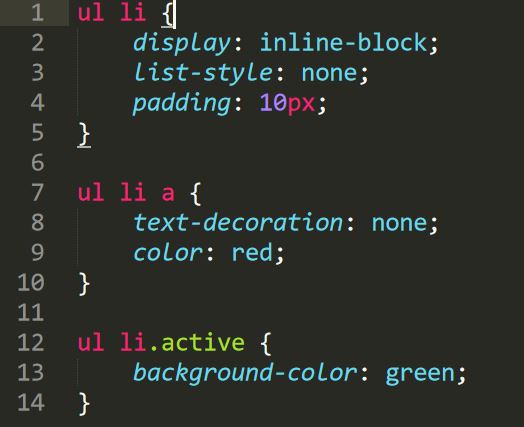 1 ul li {
2     display: inline-block;
3     list-style: none;
4     padding: 10px;
5 }
6
7 ul li a {
8     text-decoration: none;
9     color: red;
10 }
11
12 ul li.active {
13     background-color: green;
14 }